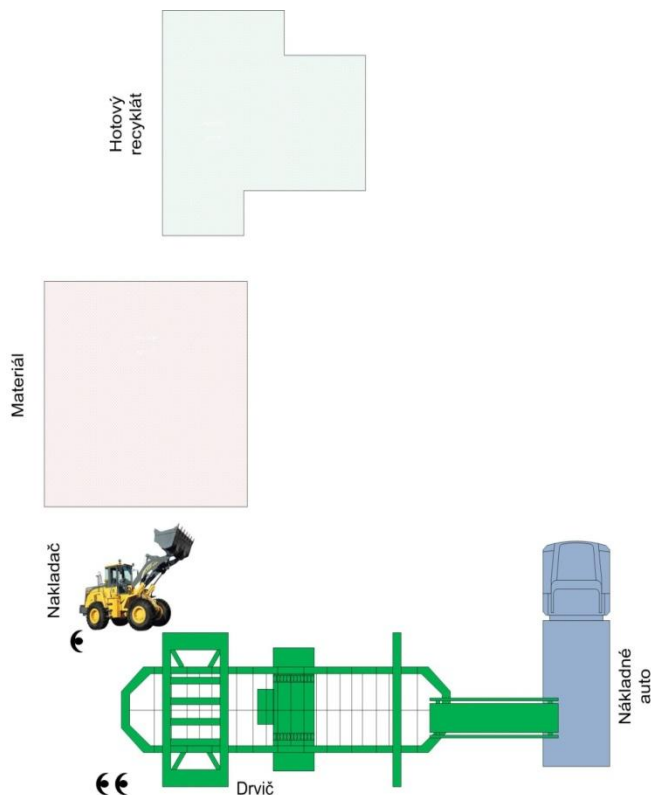 Hotový
recyklát
Materiál
Nakladač
Nákladné
auto
Drvič